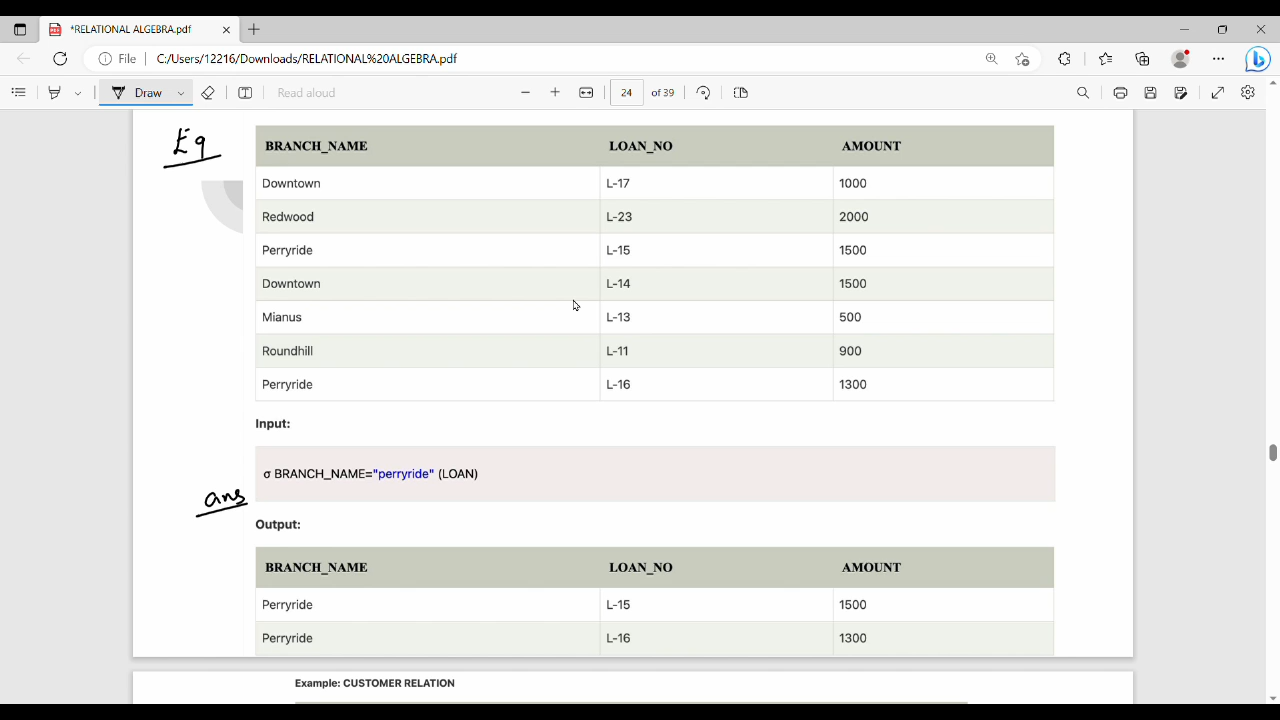 *RELATIONAL ALGEBRA.pdf
File C:/Users/12216/Downloads/RELATIONAL%20ALGEBRA.pdf
Draw Read aloud 24 of 39
Eg
BRANCH_NAME LOAN_NO AMOUNT
Downtown L-17 1000
Redwood L-23 2000
Perryride L-15 1500
Downtown L-14 1500
Mianus L-13 500
Roundhill L-11 900
Perryride L-16 1300
Input:
σ BRANCH_NAME="perryride" (LOAN)
ans
Output:
BRANCH_NAME LOAN_NO AMOUNT
Perryride L-15 1500
Perryride L-16 1300
Example: CUSTOMER RELATION